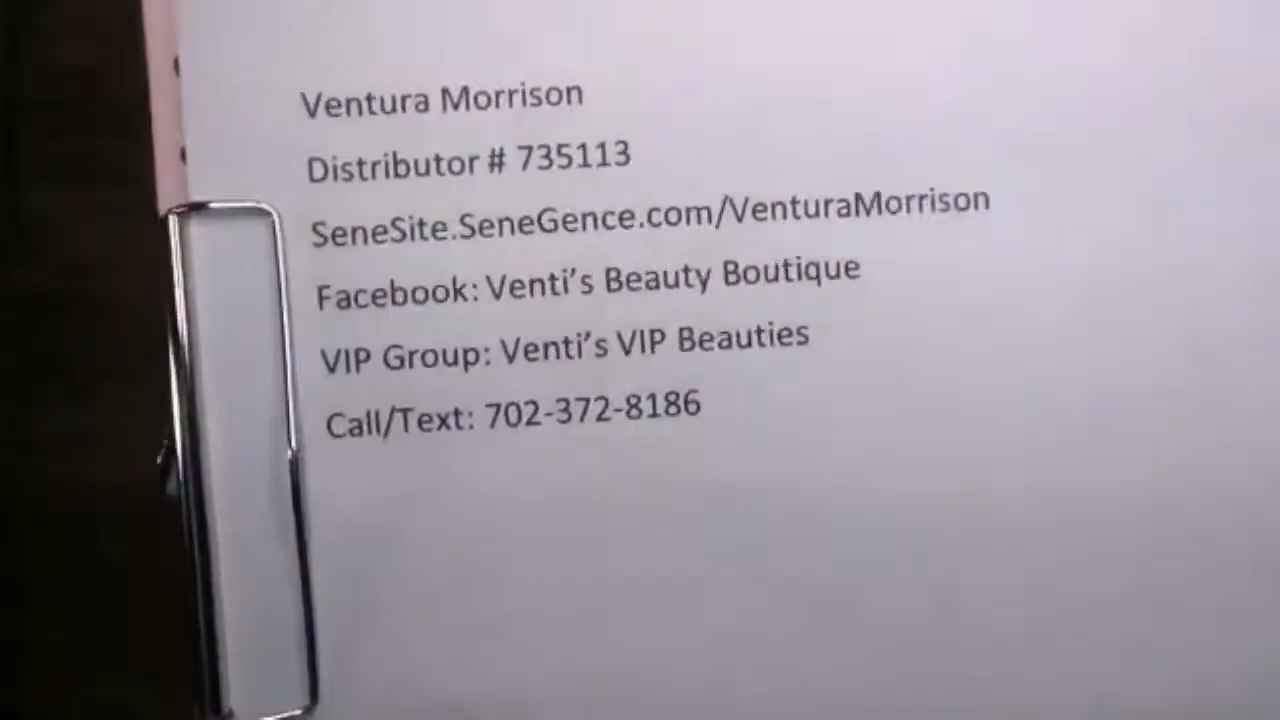 Ventura Morrison
Distributor # 735113
SeneSite.SeneGence.com/VenturaMorrison
Facebook: Venti’s Beauty Boutique
VIP Group: Venti’s VIP Beauties
Call/Text: 702-372-8186